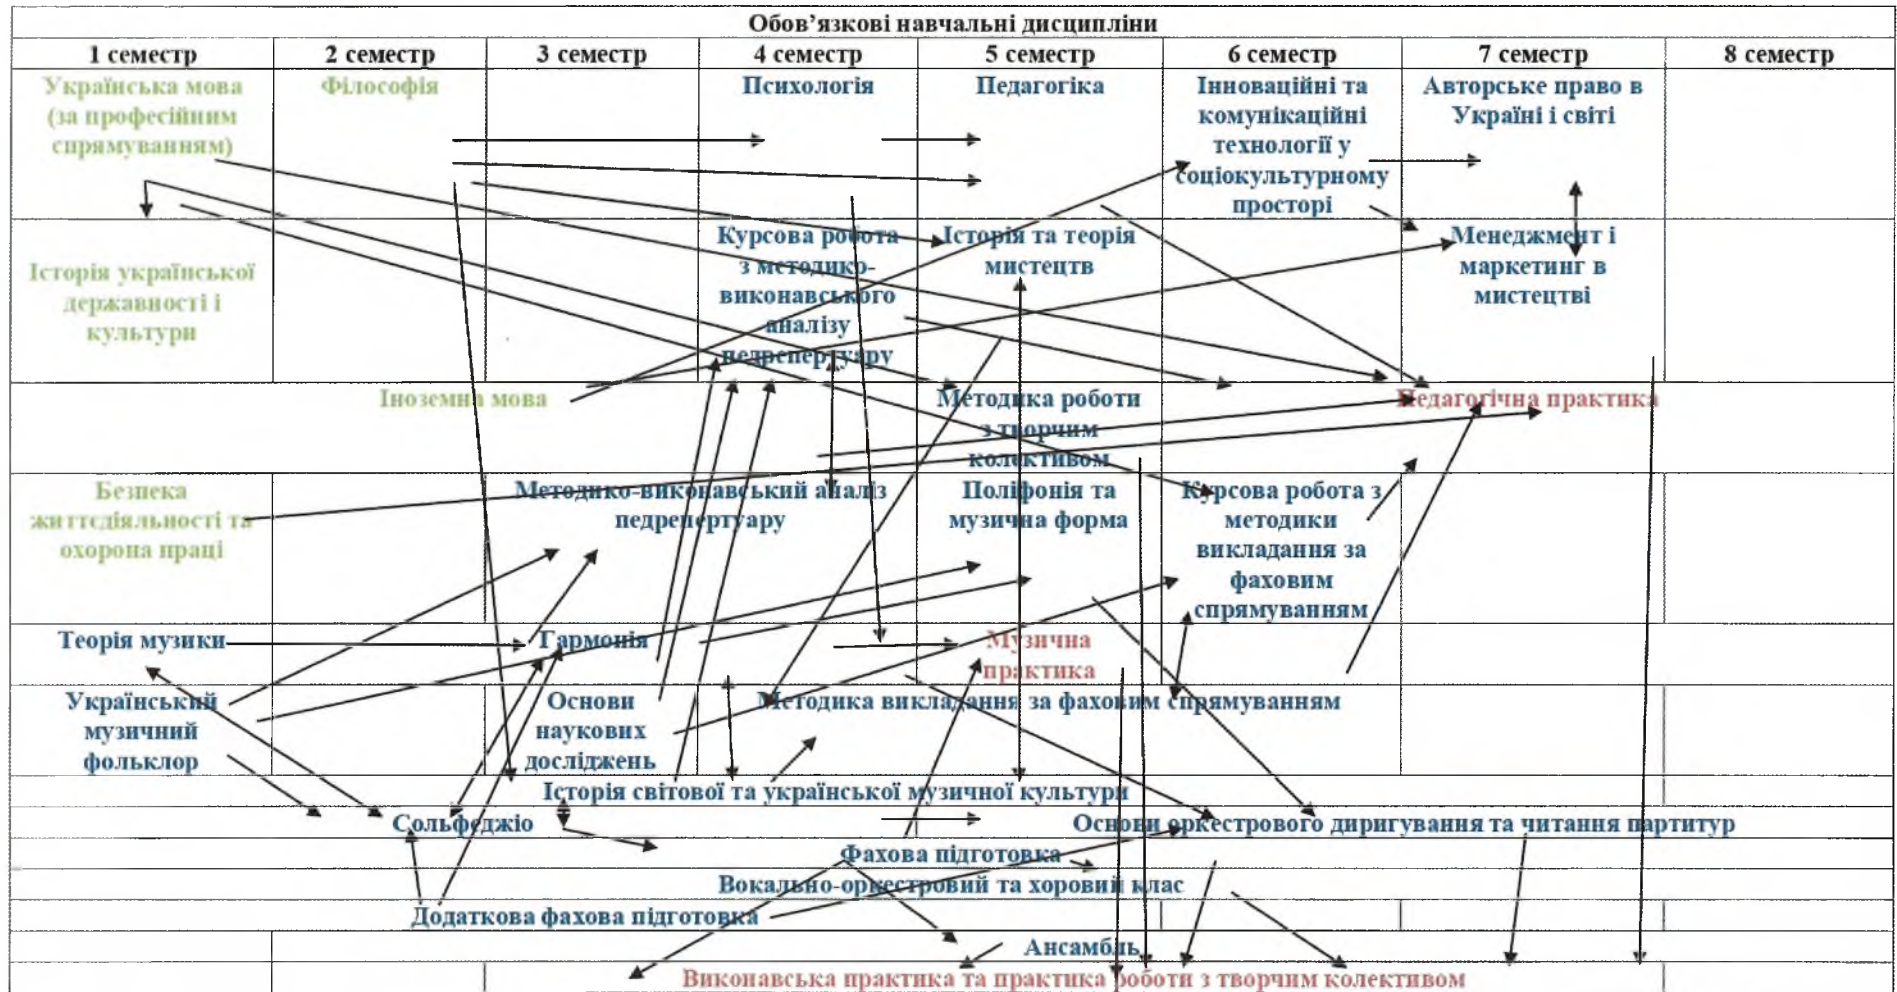 Обов’язкові навчальні дисципліни
1 семестр 2 семестр 3 семестр 4 семестр 5 семестр 6 семестр 7 семестр 8 семестр
Українська мова
(за професійним
спрямуванням)
Філософія
Психологія
Педагогіка
Інноваційні та
комунікаційні
технології у
соціокультурному
просторі
Авторське право в
Україні і світі
Історія української
державності і
культури
Курсова робота
з методико-
виконавського
аналізу
педрепертуару
Історія та теорія
мистецтв
Менеджмент і
маркетинг в
мистецтві
Іноземна мова
Методика роботи
з творчим
колективом
Педагогічна практика
Безпека
життєдіяльності та
охорона праці
Методико-виконавський аналіз
педрепертуару
Поліфонія та
музична форма
Курсова робота з
методики
викладання за
фаховим
спрямуванням
Теорія музики
Гармонія
Музична
практика
Український
музичний
фольклор
Основи
наукових
досліджень
Методика викладання за фаховим спрямуванням
Історія світової та української музичної культури
Сольфеджіо
Основи оркестрового диригування та читання партитур
Фахова підготовка
Вокально-оркестровий та хоровий клас
Додаткова фахова підготовка
Ансамбль
Виконавська практика та практика роботи з творчим колективом